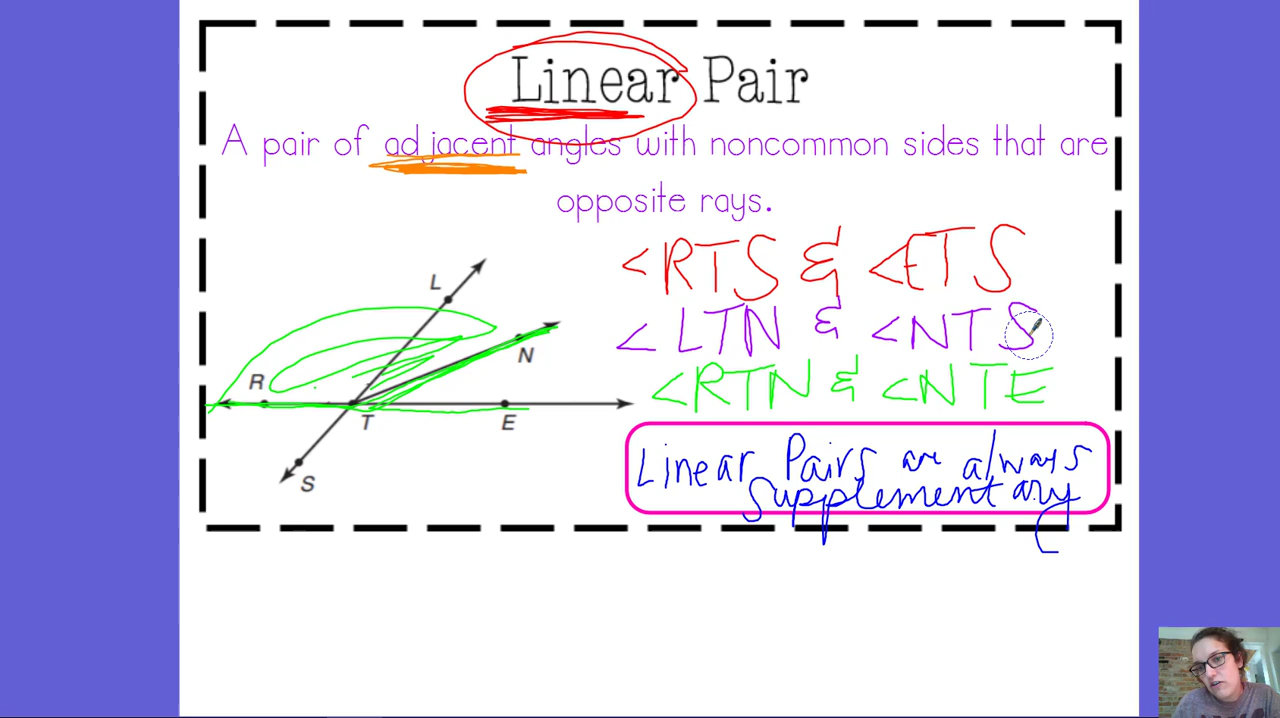 Linear Pair
A pair of adjacent angles with noncommon sides that are
opposite rays.
<RTS & <ETS
<LTN & <NTS
<RTN & <NTE
Linear Pairs are always
supplementary
L
N
R
T
E
S